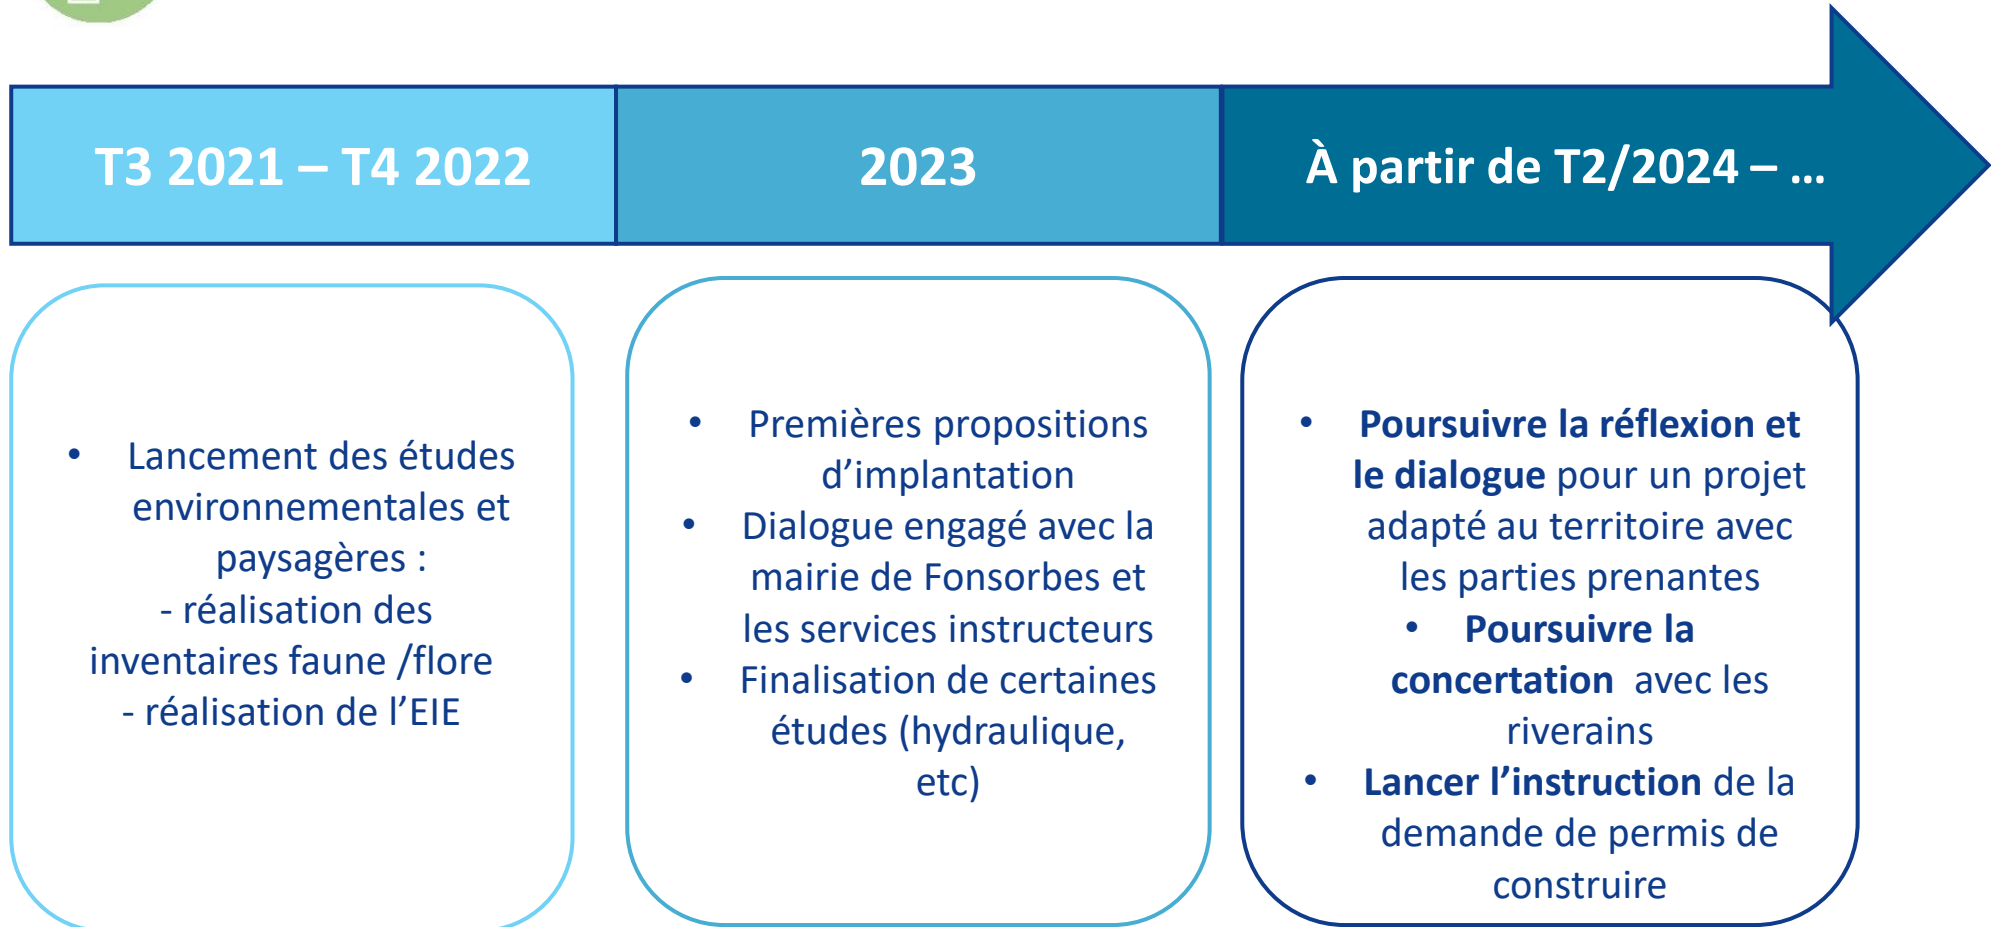 T3 2021 – T4 2022
2023
À partir de T2/2024 – ...
• Lancement des études
environnementales et
paysagères :
- réalisation des
inventaires faune /flore
- réalisation de l’EIE
• Premières propositions
d’implantation
• Dialogue engagé avec la
mairie de Fonsorbes et
les services instructeurs
• Finalisation de certaines
études (hydraulique,
etc)
• Poursuivre la réflexion et
le dialogue pour un projet
adapté au territoire avec
les parties prenantes
• Poursuivre la
concertation avec les
riverains
• Lancer l’instruction de la
demande de permis de
construire